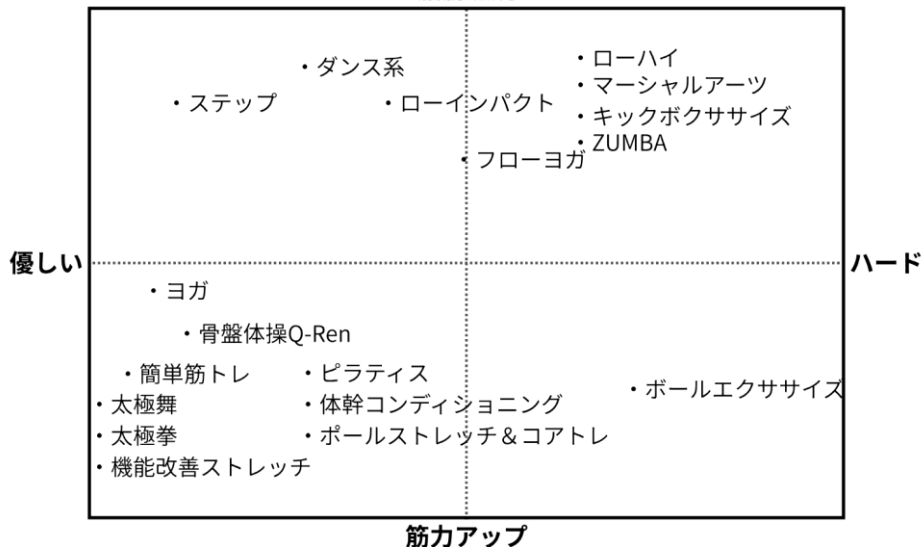 ・ダンス系
・ローハイ
・マーシャルアーツ
・ステップ
・ローインパクト
・キックボクササイズ
・ZUMBA
・フローヨガ
優しい
ハード
・ヨガ
・骨盤体操Q-Ren
・簡単筋トレ
・ピラティス
・ボールエクササイズ
・太極舞
・体幹コンディショニング
・太極拳
・ポールストレッチ＆コアトレ
・機能改善ストレッチ
筋力アップ